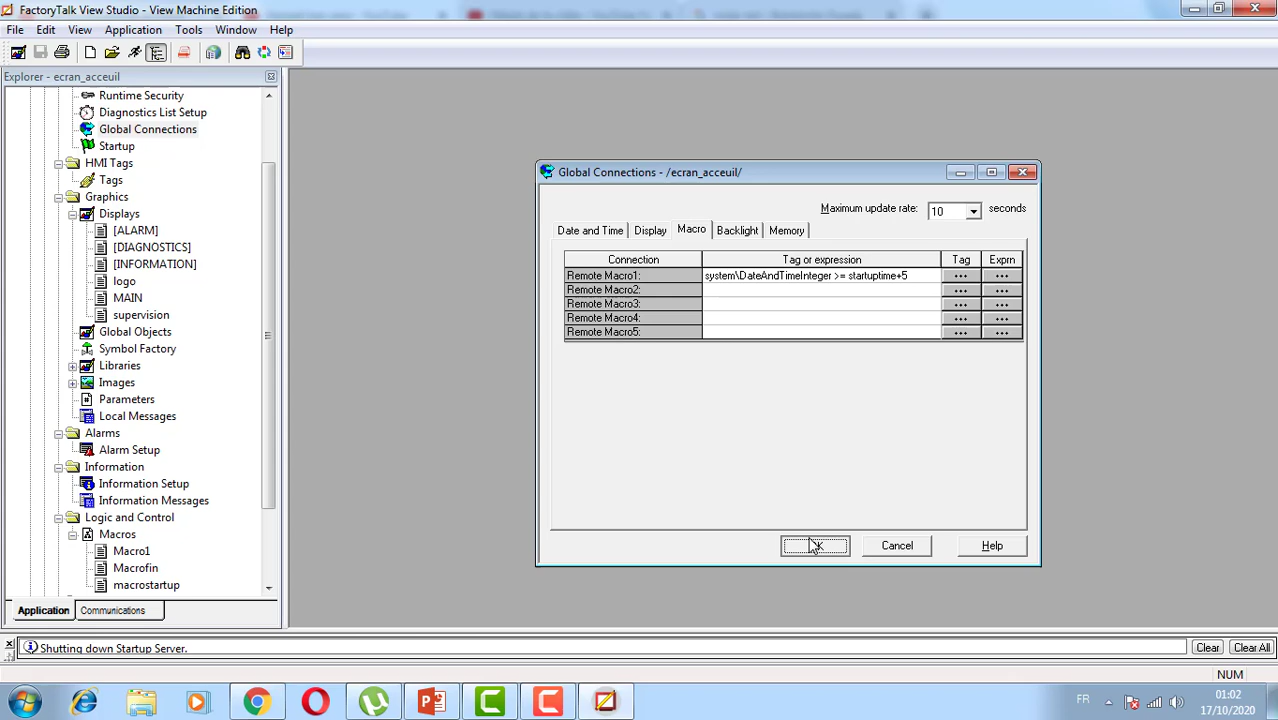 FactoryTalk View Studio - View Machine Edition
File Edit View Application Tools Window Help
Explorer - ecran_acceuil
Runtime Security
Diagnostics List Setup
Global Connections
Startup
HMI Tags
Tags
Graphics
Displays
[ALARM]
[DIAGNOSTICS]
[INFORMATION]
logo
MAIN
supervision
Global Objects
Symbol Factory
Libraries
Images
Parameters
Local Messages
Alarms
Alarm Setup
Information
Information Setup
Information Messages
Logic and Control
Macros
Macro1
Macrofin
macrostartup
Application Communications
Global Connections - /ecran_acceuil/
Maximum update rate: 10 seconds
Date and Time Display Macro Backlight Memory
Connection Tag or expression Tag Exprn
Remote Macro1: system\DateAndTimeInteger >= startuptime+5 ... ...
Remote Macro2: ... ...
Remote Macro3: ... ...
Remote Macro4: ... ...
Remote Macro5: ... ...
Cancel Help
Shutting down Startup Server. Clear Clear All
NUM
FR 01:02
17/10/2020